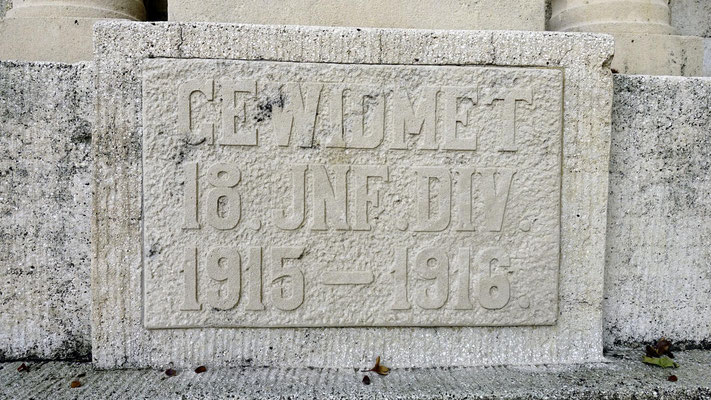 GEWIDMET
18. JNF. DIV.
1915 — 1916.